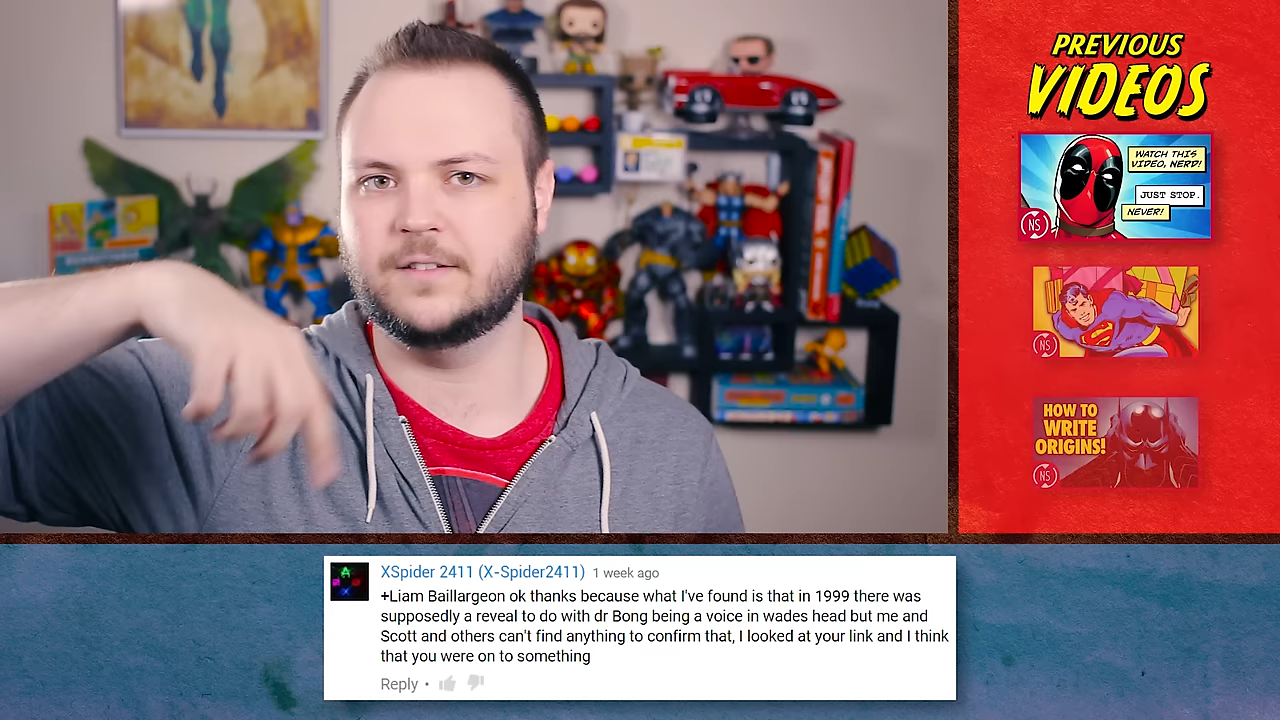 PREVIOUS
VIDEOS
WATCH THIS
VIDEO, NERD!
JUST STOP.
NEVER!
NS
NS
HOW TO
WRITE
ORIGINS!
NS
XSpider 2411 (X-Spider2411) 1 week ago
+Liam Baillargeon ok thanks because what I've found is that in 1999 there was
supposedly a reveal to do with dr Bong being a voice in wades head but me and
Scott and others can't find anything to confirm that, I looked at your link and I think
that you were on to something
Reply •